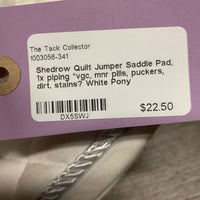 The Tack Collector
1003056-341
Shedrow Quilt Jumper Saddle Pad,
1x piping *vgc, mnr pills, puckers,
dirt, stains? White Pony
$22.50
DX5SWJ